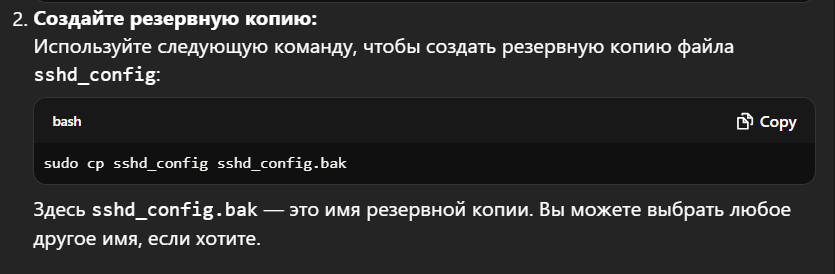 2. Создайте резервную копию:
Используйте следующую команду, чтобы создать резервную копию файла
sshd_config:
bash
Copy
sudo cp sshd_config sshd_config.bak
Здесь sshd_config.bak — это имя резервной копии. Вы можете выбрать любое
другое имя, если хотите.